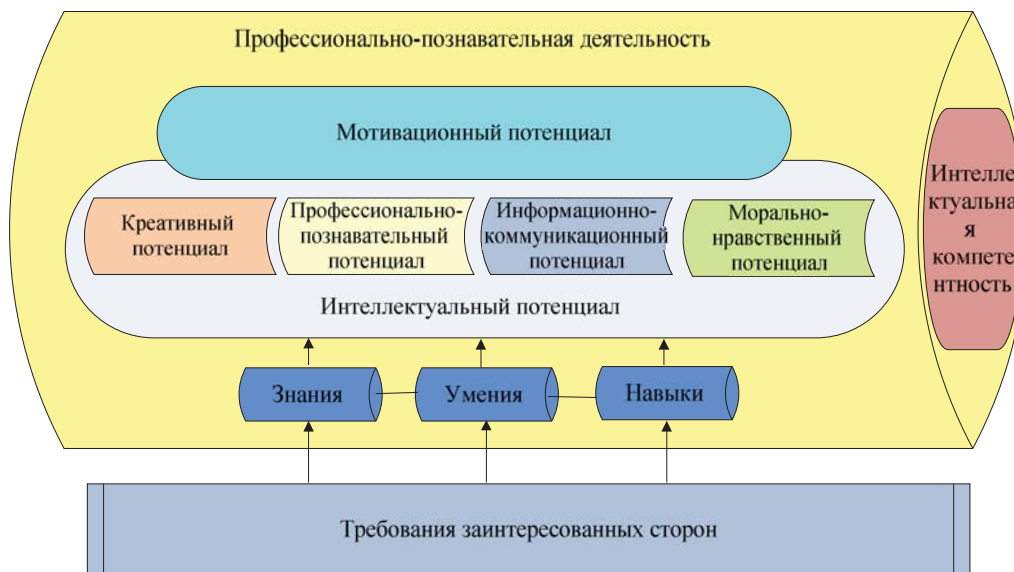 Профессионально-познавательная деятельность
Мотивационный потенциал
Креативный
потенциал
Профессионально-
познавательный
потенциал
Информационно-
коммуникационный
потенциал
Морально-
нравственный
потенциал
Интеллектуальный потенциал
Интелле
ктуальна
я
компете
нтность
Знания
Умения
Навыки
Требования заинтересованных сторон